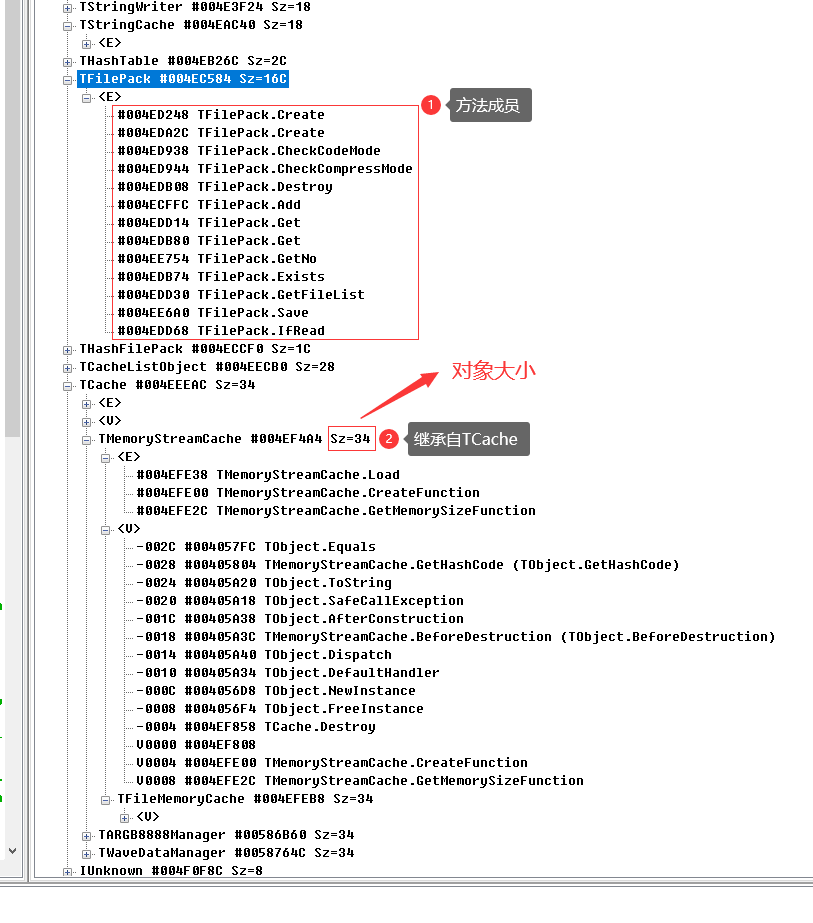 TStringWriter #004E3F24 Sz=18
TStringCache #004EAC40 Sz=18
<E>
THashTable #004EB26C Sz=2C
TFilePack #004EC584 Sz=16C
<E>
#004ED248 TFilePack.Create
1 方法成员
#004EDA2C TFilePack.Create
#004ED938 TFilePack.CheckCodeMode
#004ED944 TFilePack.CheckCompressMode
#004EDB08 TFilePack.Destroy
#004ECFFC TFilePack.Add
#004EDD14 TFilePack.Get
#004EDB80 TFilePack.Get
#004EE754 TFilePack.GetNo
#004EDB74 TFilePack.Exists
#004EDD30 TFilePack.GetFileList
#004EE6A0 TFilePack.Save
#004EDD68 TFilePack.IfRead
THashFilePack #004ECCF0 Sz=1C
TCacheListObject #004EECB0 Sz=28
对象大小
TCache #004EEEAC Sz=34
<E>
<V>
TMemoryStreamCache #004EF4A4 Sz=34
2 继承自TCache
<E>
#004EFE38 TMemoryStreamCache.Load
#004EFE00 TMemoryStreamCache.CreateFunction
#004EFE2C TMemoryStreamCache.GetMemorySizeFunction
<V>
-002C #004057FC TObject.Equals
-0028 #00405804 TMemoryStreamCache.GetHashCode (TObject.GetHashCode)
-0024 #00405A20 TObject.ToString
-0020 #00405A18 TObject.SafeCallException
-001C #00405A38 TObject.AfterConstruction
-0018 #00405A3C TMemoryStreamCache.BeforeDestruction (TObject.BeforeDestruction)
-0014 #00405A40 TObject.Dispatch
-0010 #00405A34 TObject.DefaultHandler
-000C #004056D8 TObject.NewInstance
-0008 #004056F4 TObject.FreeInstance
-0004 #004EF858 TCache.Destroy
V0000 #004EF808
V0004 #004EFE00 TMemoryStreamCache.CreateFunction
V0008 #004EFE2C TMemoryStreamCache.GetMemorySizeFunction
TFileMemoryCache #004EFEB8 Sz=34
<V>
TARGB8888Manager #00586B60 Sz=34
TWaveDataManager #0058764C Sz=34
IUnknown #004F0F8C Sz=8